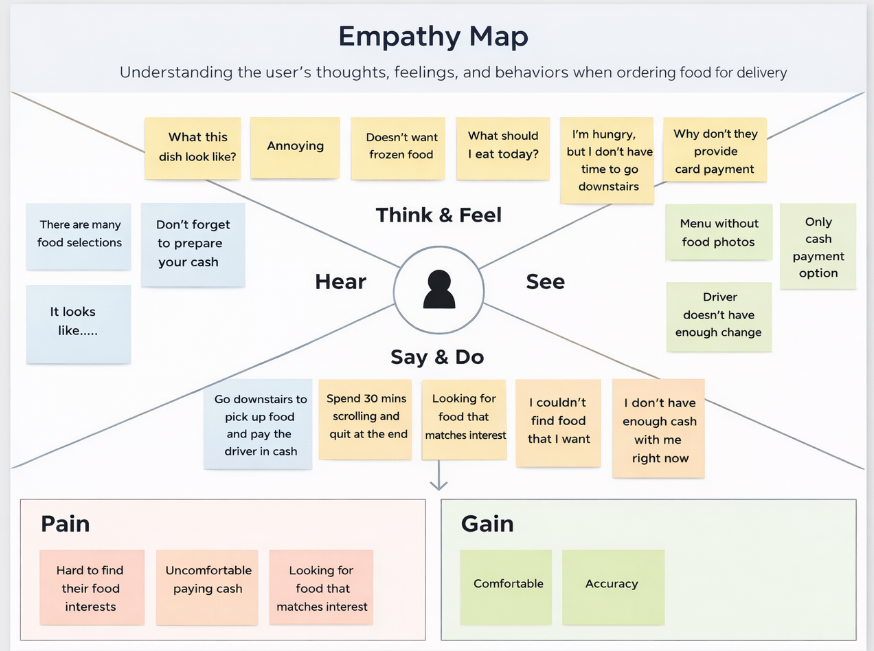 Empathy Map
Understanding the user's thoughts, feelings, and behaviors when ordering food for delivery
What this
dish look like?
Annoying
Doesn't want
frozen food
What should
I eat today?
I'm hungry,
but I don't have
time to go
downstairs
Why don't they
provide
card payment
Think & Feel
There are many
food selections
Don't forget
to prepare
your cash
It looks
like.....
Hear
See
Menu without
food photos
Only
cash
payment
option
Driver
doesn't have
enough change
Say & Do
Go downstairs to
pick up food
and pay the
driver in cash
Spend 30 mins
scrolling and
quit at the end
Looking for
food that
matches interest
I couldn't
find food
that I want
I don't have
enough cash
with me
right now
Pain
Hard to find
their food
interests
Uncomfortable
paying cash
Looking for
food that
matches interest
Gain
Comfortable
Accuracy